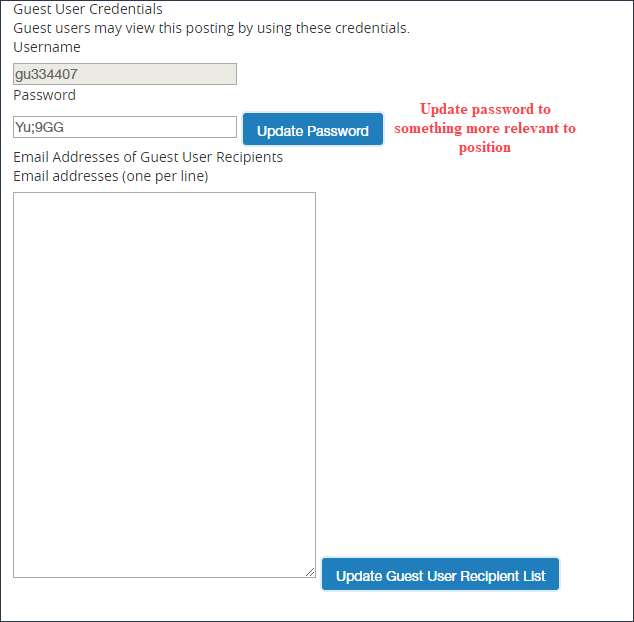 Guest User Credentials
Guest users may view this posting by using these credentials.
Username
gu334407
Password
Yu;9GG
Update Password
Update password to
something more relevant to
position
Email Addresses of Guest User Recipients
Email addresses (one per line)
Update Guest User Recipient List